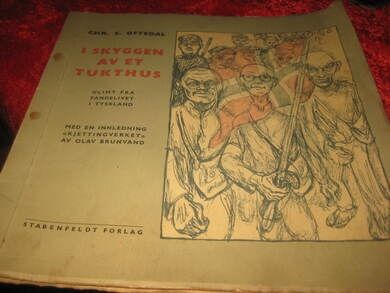 CHR. S. OFTEDAL
I SKYGGEN
AV ET
TUKTHUS
GLIMT FRA
FANGELIVET
I TYSKLAND
MED EN INNLEDNING
«KJETTINGVERKET»
AV OLAV BRUNVAND
STABENFELDT FORLAG